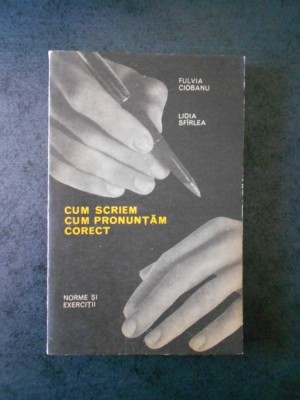 FULVIA
CIOBANU
LIDIA
SFÎRLEA
CUM SCRIEM
CUM PRONUNȚĂM
CORECT
NORME ȘI
EXERCIȚII